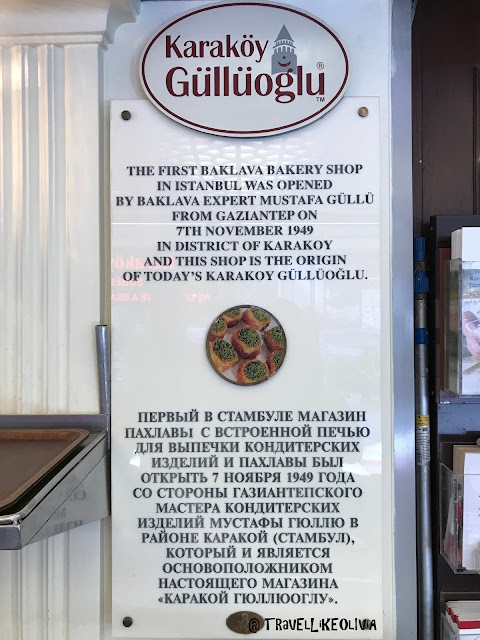 Karaköy
Güllüoğlu
®
TM
THE FIRST BAKLAVA BAKERY SHOP
IN ISTANBUL WAS OPENED
BY BAKLAVA EXPERT MUSTAFA GÜLLÜ
FROM GAZIANTEP ON
7TH NOVEMBER 1949
IN DISTRICT OF KARAKOY
AND THIS SHOP IS THE ORIGIN
OF TODAY'S KARAKOY GÜLLÜOĞLU.
ПЕРВЫЙ В СТАМБУЛЕ МАГАЗИН
ПАХЛАВЫ С ВСТРОЕННОЙ ПЕЧЬЮ
ДЛЯ ВЫПЕЧКИ КОНДИТЕРСКИХ
ИЗДЕЛИЙ И ПАХЛАВЫ БЫЛ
ОТКРЫТЬ 7 НОЯБРЯ 1949 ГОДА
СО СТОРОНЫ ГАЗИАНТЕПСКОГО
МАСТЕРА КОНДИТЕРСКИХ
ИЗДЕЛИЙ МУСТАФЫ ГЮЛЛЮ В
РАЙОНЕ КАРАКОЙ (СТАМБУЛ),
КОТОРЫЙ И ЯВЛЯЕТСЯ
ОСНОВОПОЛОЖНИКОМ
НАСТОЯЩЕГО МАГАЗИНА
«КАРАКОЙ ГЮЛЛЮОГЛУ».
@TRAVELLIKEOLIVIA